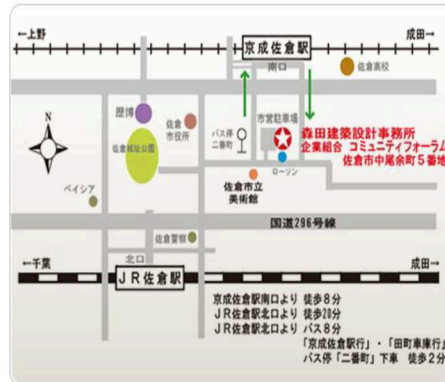 ←上野
京成佐倉駅
成田→
南口
佐倉高校
N
歴博
佐倉市役所
佐倉城址公園
バス停
二番町
市営駐車場
森田建築設計事務所
企業組合 コミュニティフォーラム
佐倉市中尾余町5番地
ローソン
ベイシア
佐倉市立
美術館
国道296号線
佐倉警察
←千葉
北口
成田→
JR佐倉駅
京成佐倉駅南口より 徒歩8分
JR佐倉駅北口より 徒歩20分
JR佐倉駅北口より バス8分
「京成佐倉駅行」・「田町車庫行」
バス停「二番町」下車 徒歩2分